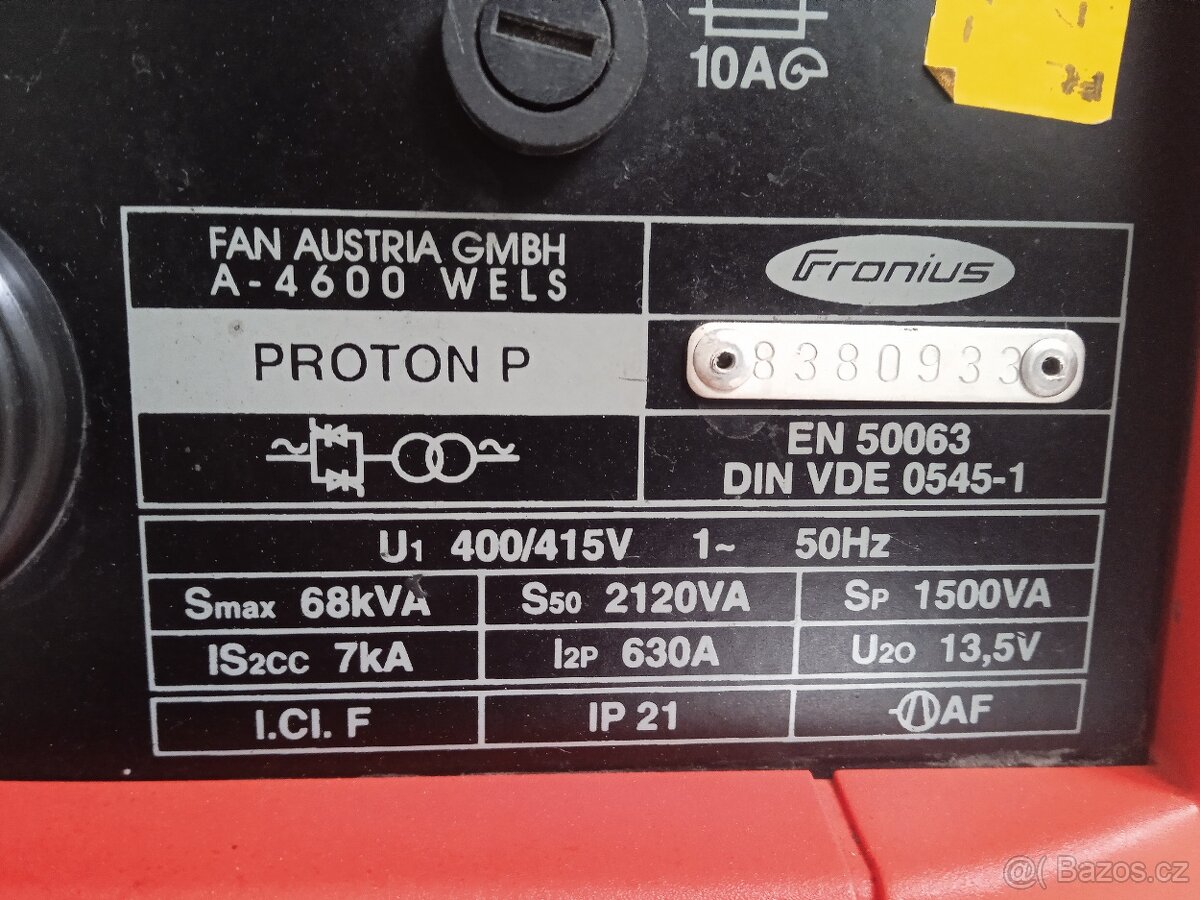 10A
FAN AUSTRIA GMBH
A-4600 WELS
Fronius
PROTON P
8380933
EN 50063
DIN VDE 0545-1
U1 400/415V 1~ 50Hz
Smax 68kVA S50 2120VA SP 1500VA
IS2CC 7kA I2P 630A U20 13,5V
I.Cl. F IP 21 AF
Bazos.cz